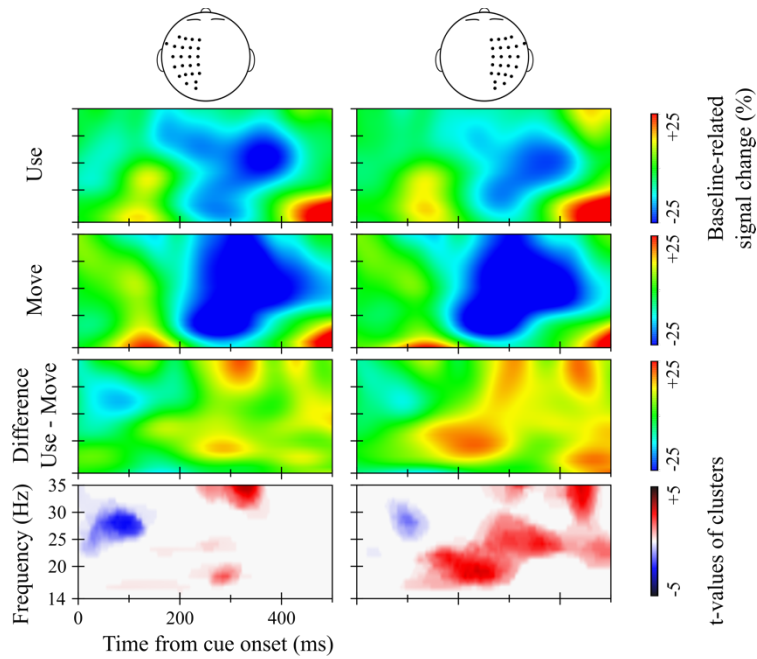 Use
+25
-25
Baseline-related
signal change (%)
Move
+25
-25
Difference
Use - Move
+25
-25
Frequency (Hz)
35
30
25
20
14
+5
-5
t-values of clusters
0
200
400
Time from cue onset (ms)